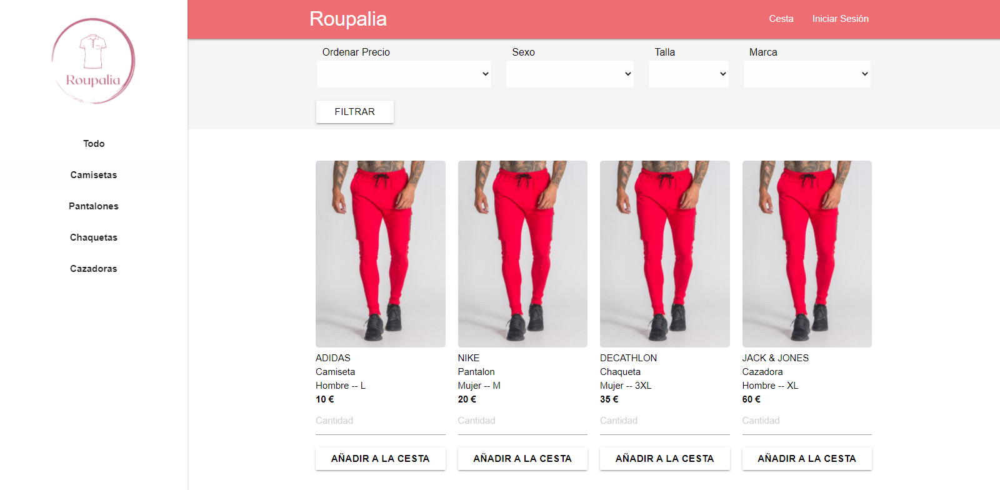 Roupalia
Todo
Camisetas
Pantalones
Chaquetas
Cazadoras
Roupalia
Cesta
Iniciar Sesión
Ordenar Precio
Sexo
Talla
Marca
FILTRAR
ADIDAS
Camiseta
Hombre -- L
10 €
Cantidad
AÑADIR A LA CESTA
NIKE
Pantalon
Mujer -- M
20 €
Cantidad
AÑADIR A LA CESTA
DECATHLON
Chaqueta
Mujer -- 3XL
35 €
Cantidad
AÑADIR A LA CESTA
JACK & JONES
Cazadora
Hombre -- XL
60 €
Cantidad
AÑADIR A LA CESTA